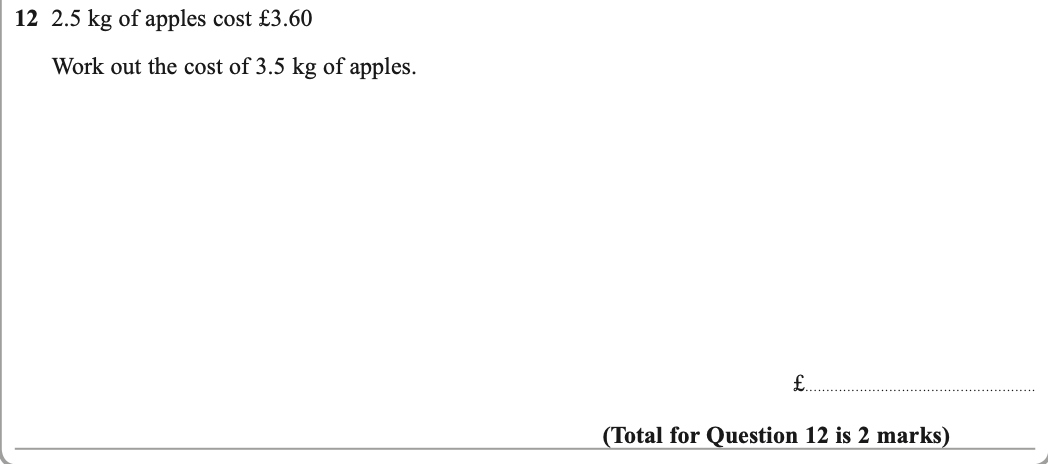 12 2.5 kg of apples cost £3.60
Work out the cost of 3.5 kg of apples.
£
(Total for Question 12 is 2 marks)